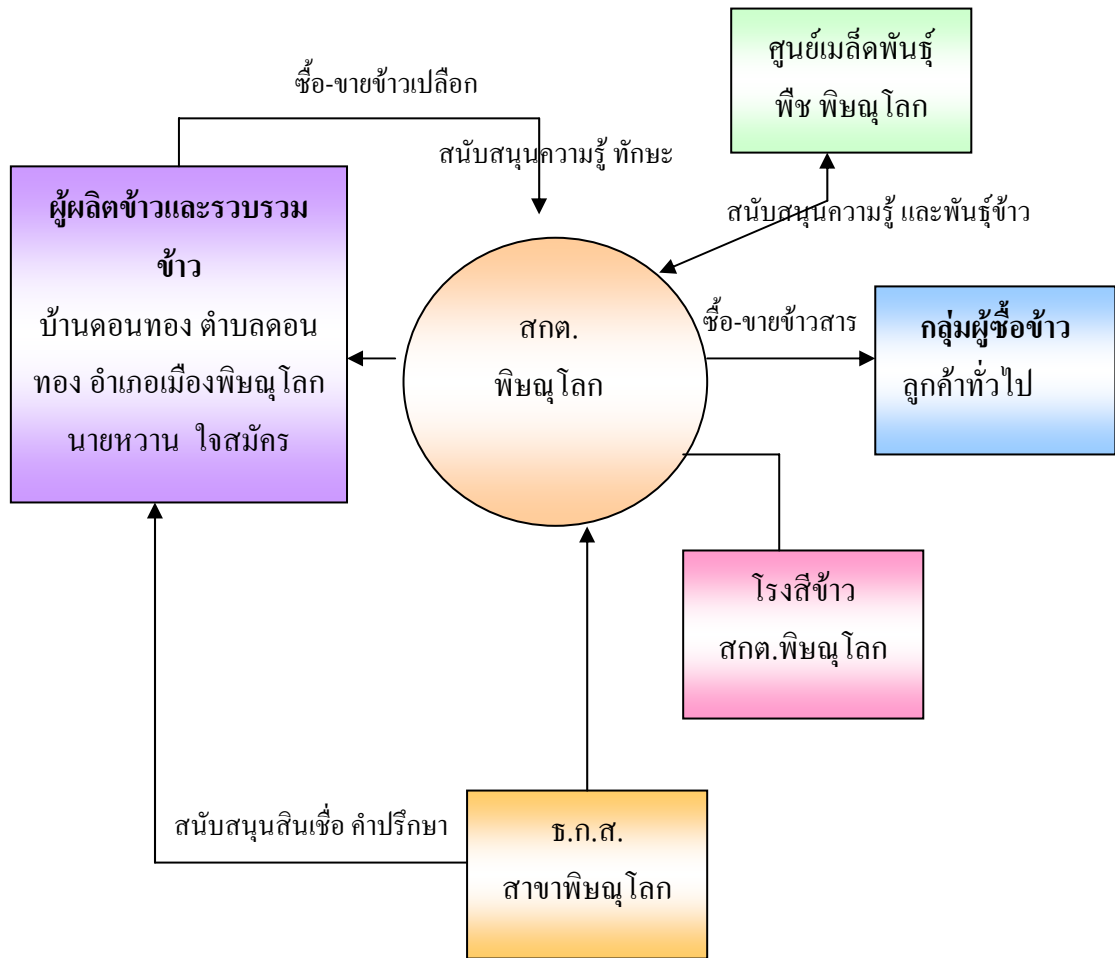 ศูนย์เมล็ดพันธุ์
พืช พิษณุโลก
ซื้อ-ขายข้าวเปลือก
สนับสนุนความรู้ ทักษะ
ผู้ผลิตข้าวและรวบรวม
ข้าว
บ้านดอนทอง ตำบลดอน
ทอง อำเภอเมืองพิษณุโลก
นายหวาน ใจสมัคร
สนับสนุนความรู้ และพันธุ์ข้าว
สกต.
พิษณุโลก
ซื้อ-ขายข้าวสาร
กลุ่มผู้ซื้อข้าว
ลูกค้าทั่วไป
โรงสีข้าว
สกต.พิษณุโลก
สนับสนุนสินเชื่อ คำปรึกษา
ธ.ก.ส.
สาขาพิษณุโลก